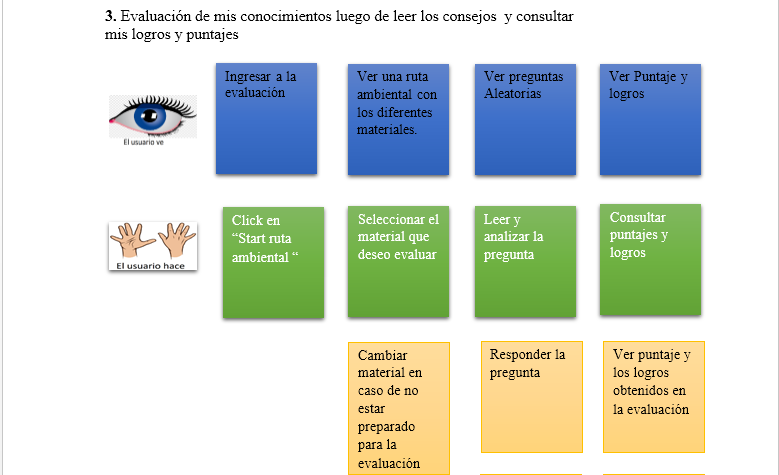 3. Evaluación de mis conocimientos luego de leer los consejos y consultar
mis logros y puntajes
Ingresar a la
evaluación
Ver una ruta
ambiental con
los diferentes
materiales.
Ver preguntas
Aleatorias
Ver Puntaje y
logros
El usuario ve
Click en
“Start ruta
ambiental “
Seleccionar el
material que
deseo evaluar
Leer y
analizar la
pregunta
Consultar
puntajes y
logros
El usuario hace
Cambiar
material en
caso de no
estar
preparado
para la
evaluación
Responder la
pregunta
Ver puntaje y
los logros
obtenidos en
la evaluación